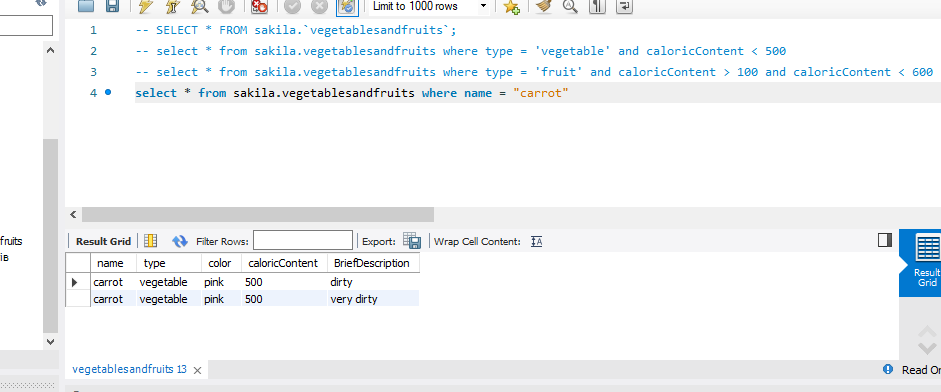 Limit to 1000 rows
1 -- SELECT * FROM sakila.`vegetablesandfruits`;
2 -- select * from sakila.vegetablesandfruits where type = 'vegetable' and caloricContent < 500
3 -- select * from sakila.vegetablesandfruits where type = 'fruit' and caloricContent > 100 and caloricContent < 600
4 select * from sakila.vegetablesandfruits where name = "carrot"
fruits
ів
Result Grid Filter Rows: Export: Wrap Cell Content: IA
name type color caloricContent BriefDescription
carrot vegetable pink 500 dirty
carrot vegetable pink 500 very dirty
Result
Grid
vegetablesandfruits 13
Read On